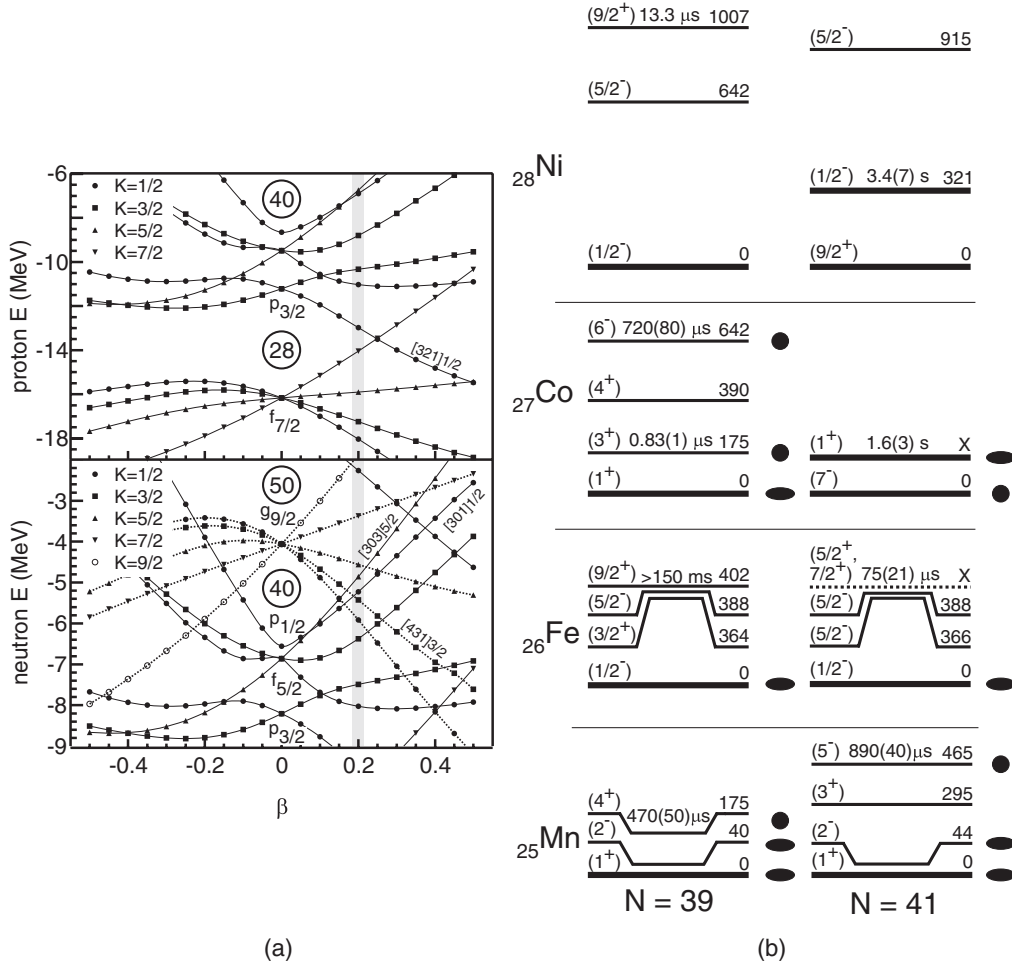 -6
K=1/2
K=3/2
K=5/2
K=7/2
40
-10
p3/2
28
-14
[321]1/2
f7/2
-18
proton E (MeV)
K=1/2
K=3/2
K=5/2
K=7/2
K=9/2
50
g9/2
[303]5/2
[301]1/2
-3
-4
40
-5
p1/2
-6
[431]3/2
-7
f5/2
-8
p3/2
-9
neutron E (MeV)
-0.4 -0.2 0 0.2 0.4
β
(a)
(9/2+) 13.3 μs 1007
(5/2-) 915
(5/2-) 642
28Ni
(1/2-) 3.4(7) s 321
(1/2-) 0
(9/2+) 0
(6-) 720(80) μs 642
27Co
(4+) 390
(3+) 0.83(1) μs 175
(1+) 1.6(3) s X
(1+) 0
(7-) 0
(9/2+) >150 ms 402
(5/2+,
7/2+) 75(21) μs X
(5/2-) 388
(5/2-) 388
26Fe
(3/2+) 364
(5/2-) 366
(1/2-) 0
(1/2-) 0
(5-) 890(40)μs 465
(4+) 470(50)μs 175
(3+) 295
25Mn
(2-) 40
(2-) 44
(1+) 0
(1+) 0
N = 39
N = 41
(b)